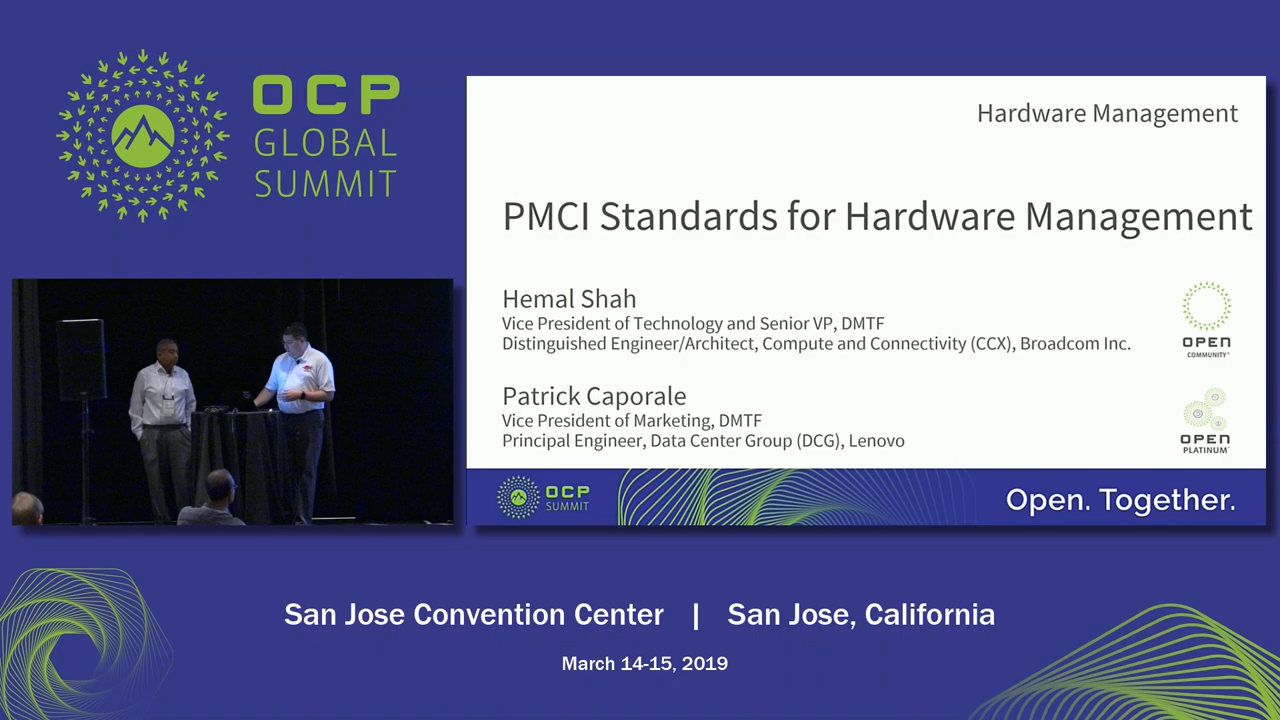 OCP
GLOBAL
SUMMIT
Hardware Management
PMCI Standards for Hardware Management
Hemal Shah
Vice President of Technology and Senior VP, DMTF
Distinguished Engineer/Architect, Compute and Connectivity (CCX), Broadcom Inc.
OPEN
COMMUNITY™
Patrick Caporale
Vice President of Marketing, DMTF
Principal Engineer, Data Center Group (DCG), Lenovo
OPEN
PLATINUM™
OCP
SUMMIT
Open. Together.
San Jose Convention Center | San Jose, California
March 14-15, 2019